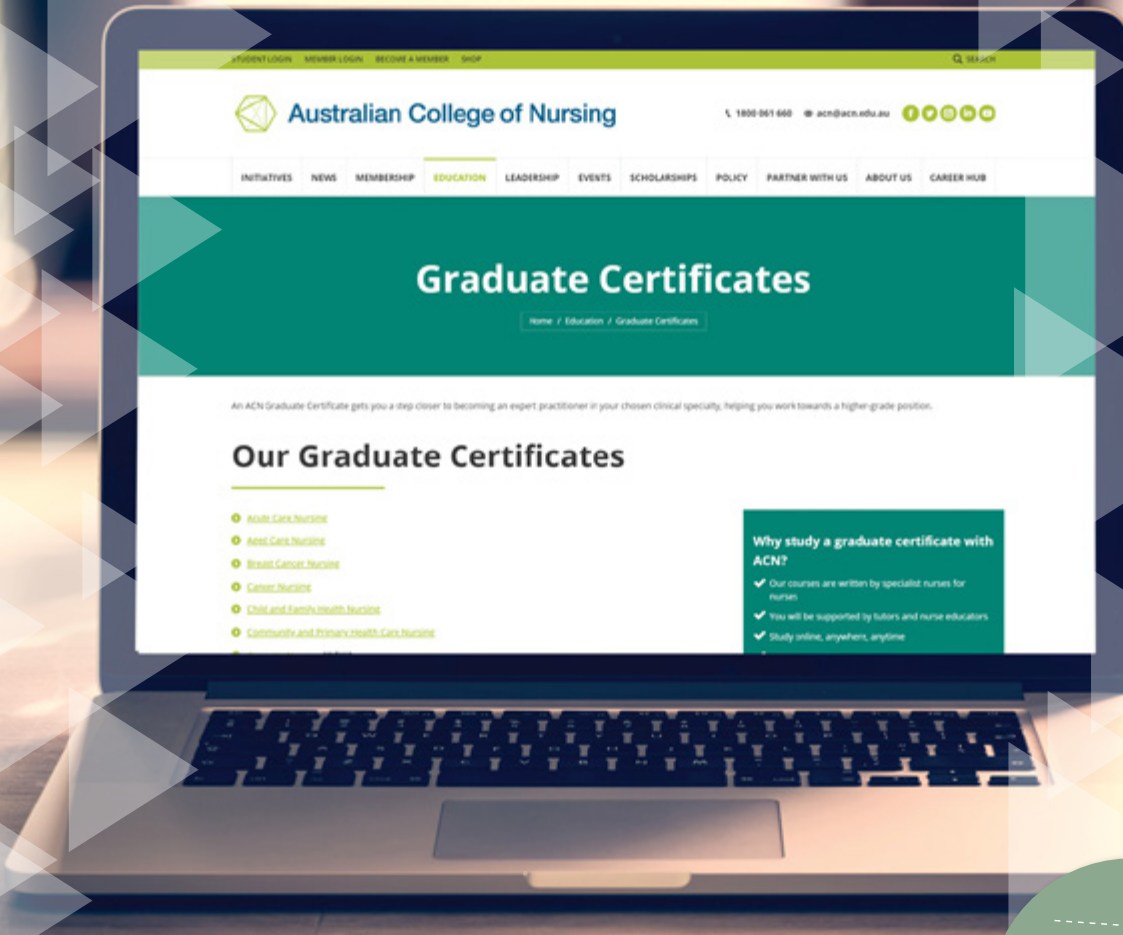 STUDENT LOGIN MEMBER LOGIN BECOME A MEMBER SHOP SEARCH
Australian College of Nursing 1800 061 660 acn@acn.edu.au
INITIATIVES NEWS MEMBERSHIP EDUCATION LEADERSHIP EVENTS SCHOLARSHIPS POLICY PARTNER WITH US ABOUT US CAREER HUB
Graduate Certificates
Home / Education / Graduate Certificates
An ACN Graduate Certificate gets you a step closer to becoming an expert practitioner in your chosen clinical specialty, helping you work towards a higher-grade position.
Our Graduate Certificates
Acute Care Nursing
Aged Care Nursing
Breast Cancer Nursing
Cancer Nursing
Child and Family Health Nursing
Community and Primary Health Care Nursing
Why study a graduate certificate with
ACN?
Our courses are written by specialist nurses for
nurses
You will be supported by tutors and nurse educators
Study online, anywhere, anytime